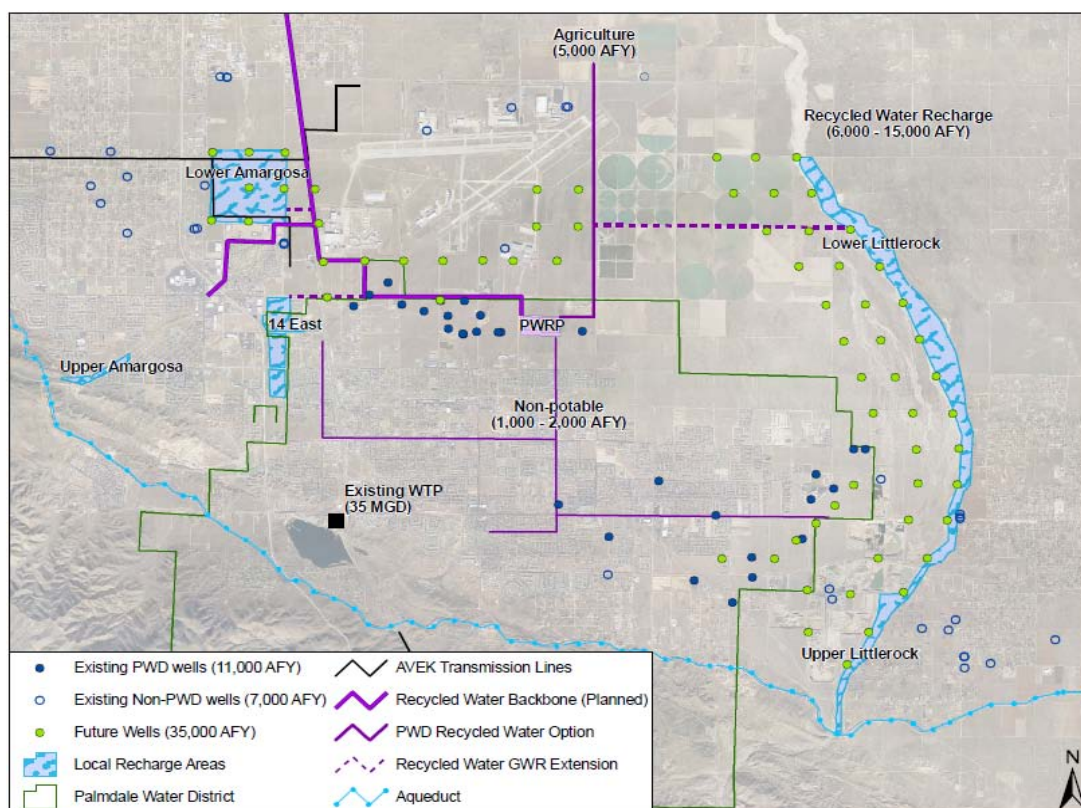 Agriculture
(5,000 AFY)
Recycled Water Recharge
(6,000 - 15,000 AFY)
Lower Amargosa
Lower Littlerock
14 East
PWRP
Upper Amargosa
Non-potable
(1,000 - 2,000 AFY)
Existing WTP
(35 MGD)
Upper Littlerock
Existing PWD wells (11,000 AFY)
Existing Non-PWD wells (7,000 AFY)
Future Wells (35,000 AFY)
Local Recharge Areas
Palmdale Water District
AVEK Transmission Lines
Recycled Water Backbone (Planned)
PWD Recycled Water Option
Recycled Water GWR Extension
Aqueduct
N